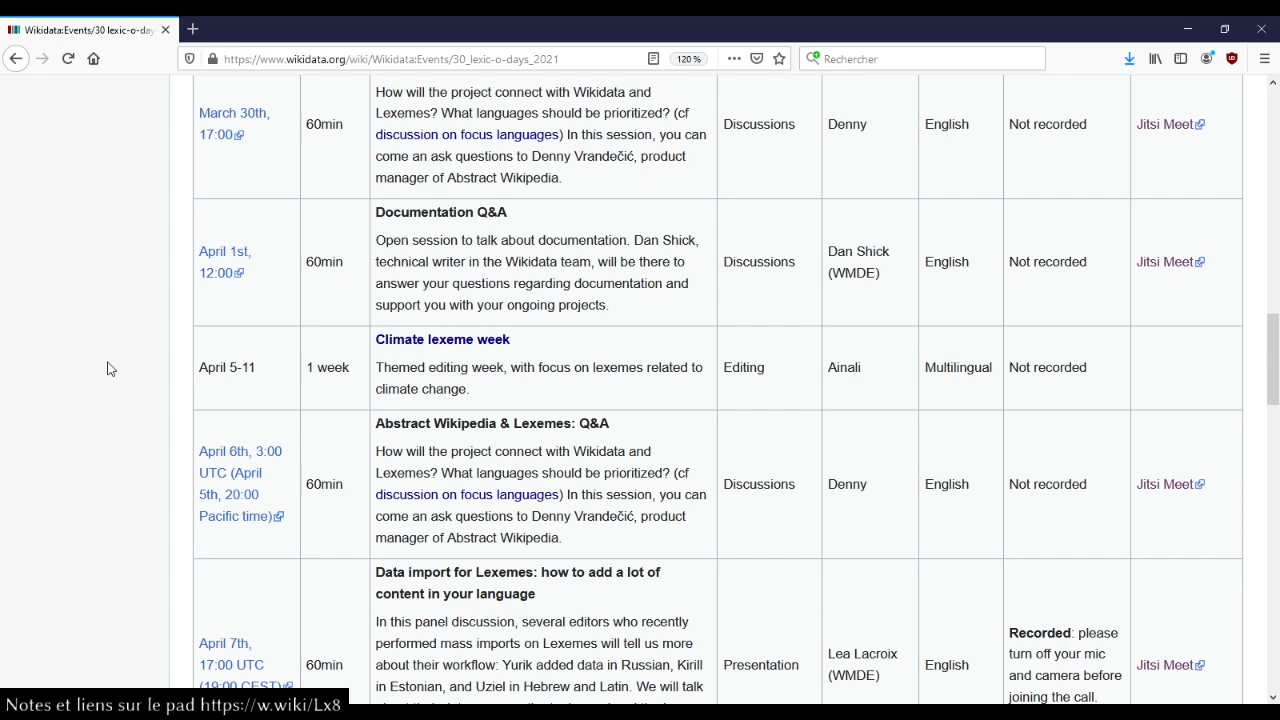 Wikidata:Events/30 lexic-o-day
https://www.wikidata.org/wiki/Wikidata:Events/30_lexic-o-days_2021
120 %
Rechercher
March 30th,
17:00
60min
How will the project connect with Wikidata and
Lexemes? What languages should be prioritized? (cf
discussion on focus languages) In this session, you can
come an ask questions to Denny Vrandečić, product
manager of Abstract Wikipedia.
Discussions
Denny
English
Not recorded
Jitsi Meet
April 1st,
12:00
60min
Documentation Q&A
Open session to talk about documentation. Dan Shick,
technical writer in the Wikidata team, will be there to
answer your questions regarding documentation and
support you with your ongoing projects.
Discussions
Dan Shick
(WMDE)
English
Not recorded
Jitsi Meet
April 5-11
1 week
Climate lexeme week
Themed editing week, with focus on lexemes related to
climate change.
Editing
Ainali
Multilingual
Not recorded
April 6th, 3:00
UTC (April
5th, 20:00
Pacific time)
60min
Abstract Wikipedia & Lexemes: Q&A
How will the project connect with Wikidata and
Lexemes? What languages should be prioritized? (cf
discussion on focus languages) In this session, you can
come an ask questions to Denny Vrandečić, product
manager of Abstract Wikipedia.
Discussions
Denny
English
Not recorded
Jitsi Meet
April 7th,
17:00 UTC
(19:00 CEST)
60min
Data import for Lexemes: how to add a lot of
content in your language
In this panel discussion, several editors who recently
performed mass imports on Lexemes will tell us more
about their workflow: Yurik added data in Russian, Kirill
in Estonian, and Uziel in Hebrew and Latin. We will talk
Presentation
Lea Lacroix
(WMDE)
English
Recorded: please
turn off your mic
and camera before
joining the call.
Jitsi Meet
Notes et liens sur le pad https://w.wiki/Lx8